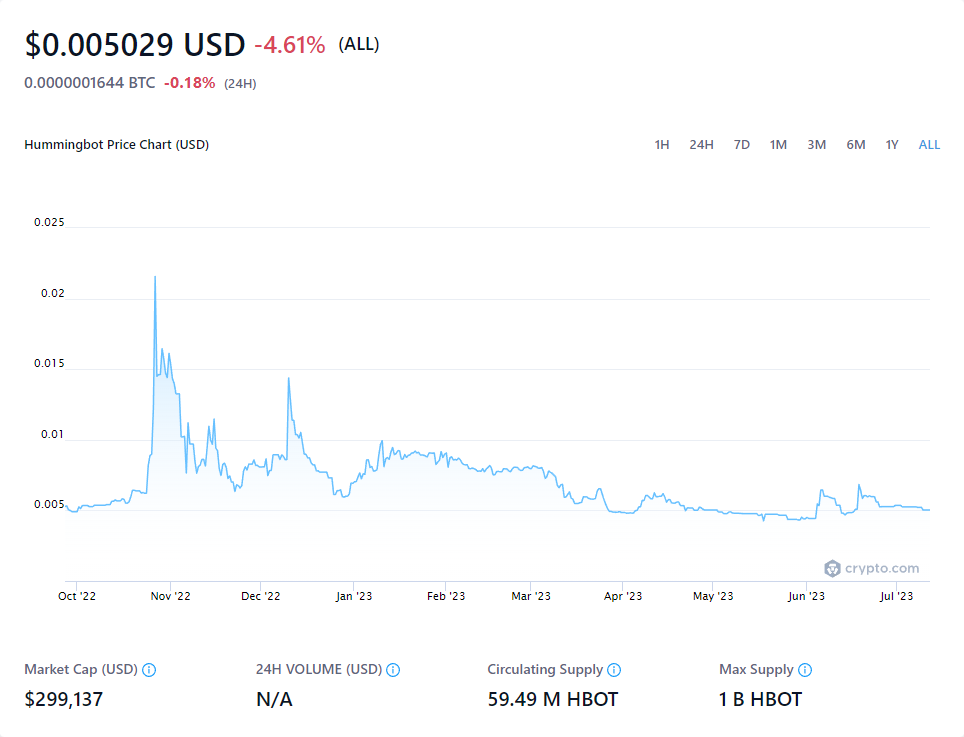 $0.005029 USD -4.61% (ALL)
0.0000001644 BTC -0.18% (24H)
Hummingbot Price Chart (USD) 1H 24H 7D 1M 3M 6M 1Y ALL
0.025
0.02
0.015
0.01
0.005
crypto.com
Oct '22 Nov '22 Dec '22 Jan '23 Feb '23 Mar '23 Apr '23 May '23 Jun '23 Jul '23
Market Cap (USD) 24H VOLUME (USD) Circulating Supply Max Supply
$299,137 N/A 59.49 M HBOT 1 B HBOT